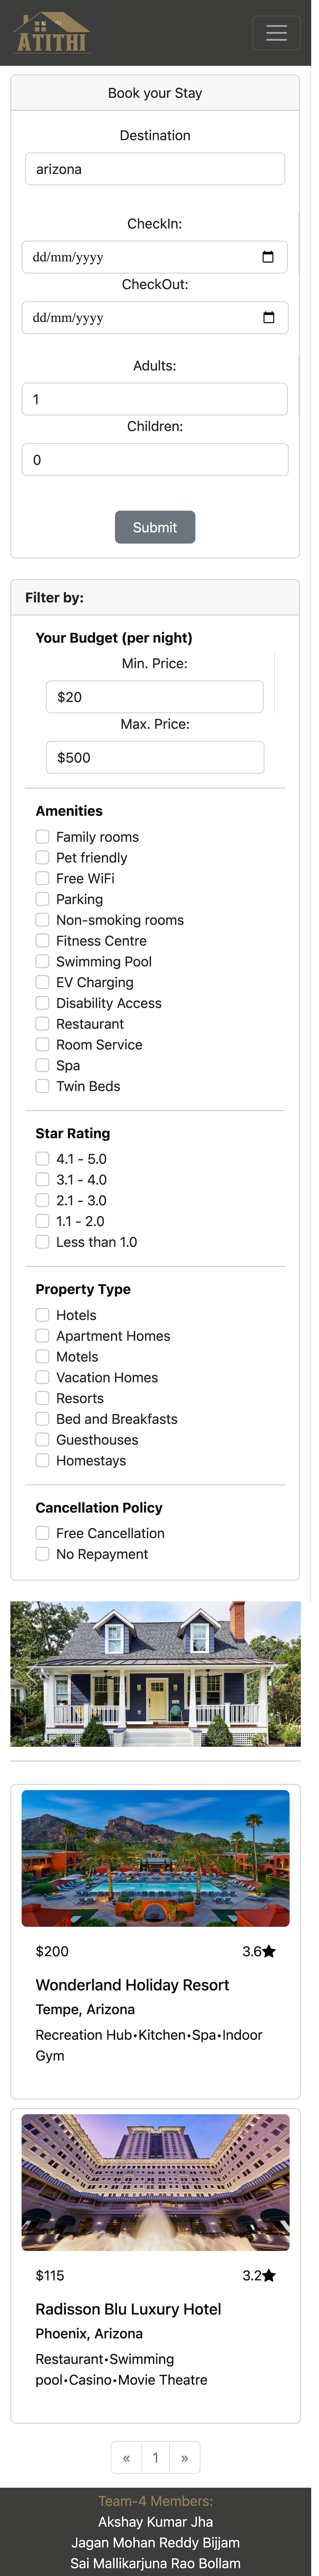 ATITHI
Book your Stay
Destination
arizona
CheckIn:
dd/mm/yyyy
CheckOut:
dd/mm/yyyy
Adults:
1
Children:
0
Submit
Filter by:
Your Budget (per night)
Min. Price:
$20
Max. Price:
$500
Amenities
Family rooms
Pet friendly
Free WiFi
Parking
Non-smoking rooms
Fitness Centre
Swimming Pool
EV Charging
Disability Access
Restaurant
Room Service
Spa
Twin Beds
Star Rating
4.1 - 5.0
3.1 - 4.0
2.1 - 3.0
1.1 - 2.0
Less than 1.0
Property Type
Hotels
Apartment Homes
Motels
Vacation Homes
Resorts
Bed and Breakfasts
Guesthouses
Homestays
Cancellation Policy
Free Cancellation
No Repayment
$200 3.6★
Wonderland Holiday Resort
Tempe, Arizona
Recreation Hub•Kitchen•Spa•Indoor
Gym
$115 3.2★
Radisson Blu Luxury Hotel
Phoenix, Arizona
Restaurant•Swimming
pool•Casino•Movie Theatre
« 1 »
Team-4 Members:
Akshay Kumar Jha
Jagan Mohan Reddy Bijjam
Sai Mallikarjuna Rao Bollam